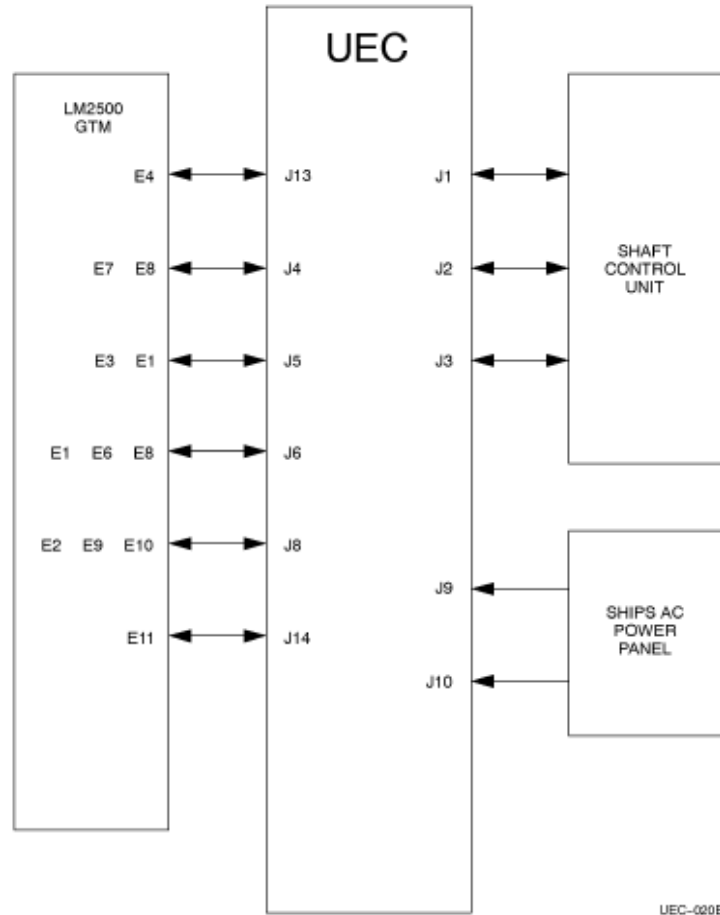 UEC
LM2500
GTM
E4
J13
J1
E7 E8
J4
J2
SHAFT
CONTROL
UNIT
E3 E1
J5
J3
E1 E6 E8
J6
E2 E9 E10
J8
J9
SHIPS AC
POWER
PANEL
E11
J14
J10